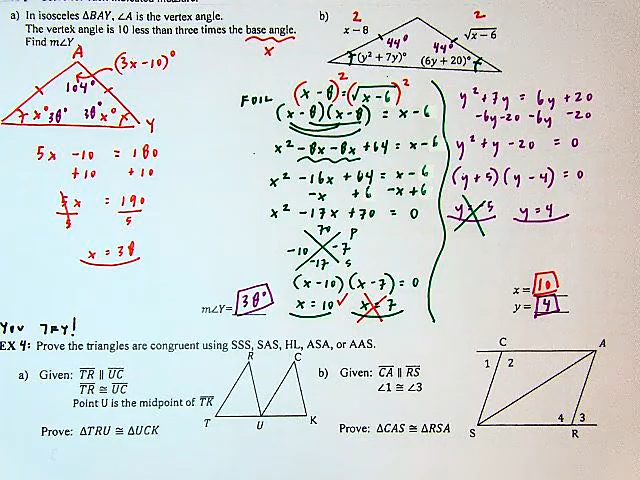 a) In isosceles ΔBAY, ∠A is the vertex angle.
The vertex angle is 10 less than three times the base angle.
x
Find m∠Y
A
(3x-10)°
104°
x° 38°
38° x°
Y
5x -10 = 180
+10 +10
5x = 190
5 5
x = 38
m∠Y= 38°
b)
2
x − 8
2
√x − 6
44°
44°
(y² + 7y)°
(6y + 20)°
FOIL
(x - 8)² = (√x-6)²
(x - 8)(x - 8) = x-6
x² -8x -8x +64 = x-6
x² -16x +64 = x-6
-x +6 -x+6
x² -17x +70 = 0
70 P
-10 -7
-17 S
(x-10)(x-7) = 0
x = 10 ✓ x = 7
y² +7y = 6y +20
-6y-20 -6y -20
y² + y -20 = 0
(y+5)(y-4) = 0
y = -5 y = 4
x = 10
y = 4
YOU TRY!
EX 4: Prove the triangles are congruent using SSS, SAS, HL, ASA, or AAS.
a) Given: TR ∥ UC
TR ≅ UC
Point U is the midpoint of TK
Prove: ΔTRU ≅ ΔUCK
R C
T U K
b) Given: CA ∥ RS
∠1 ≅ ∠3
Prove: ΔCAS ≅ ΔRSA
C A
1 2
4 3
S R